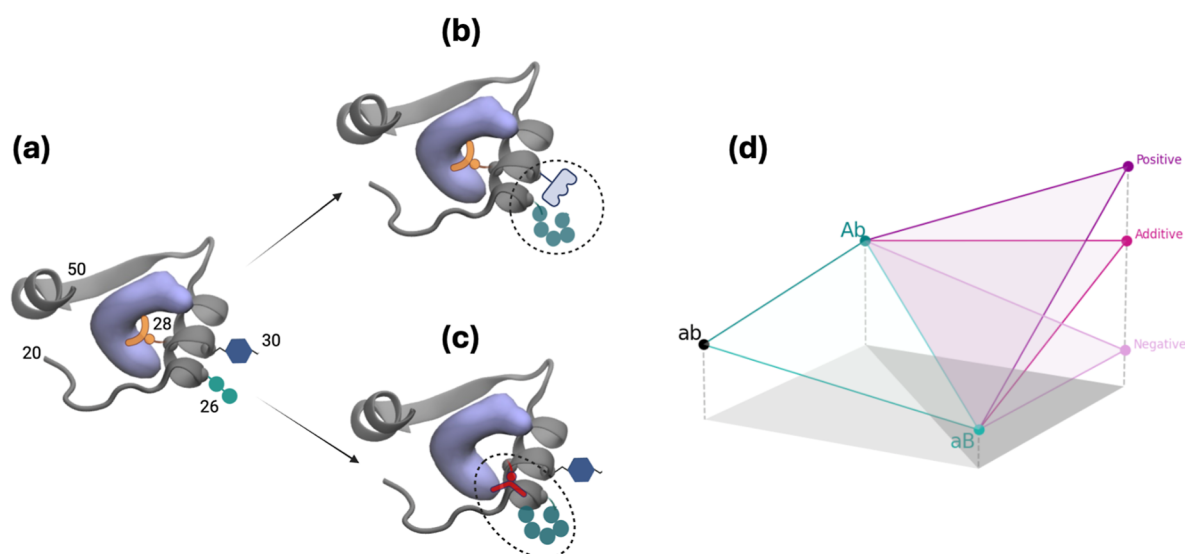 (a)
50
28
20
30
26
(b)
(c)
(d)
Positive
Ab
Additive
ab
Negative
aB